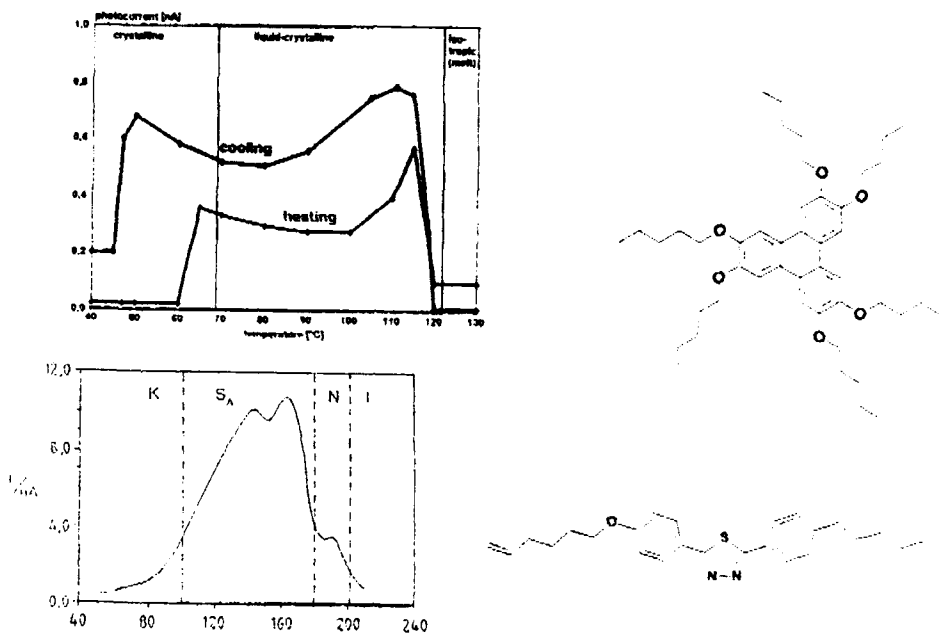 photocurrent [nA]
crystalline
liquid-crystalline
iso-
tropic
(melt)
1,0
0,8
0,6
0,4
0,2
0,0
cooling
heating
40 50 60 70 80 90 100 110 120 130
temperature [°C]
12,0
8,0
4,0
0,0
K S_A N I
40 80 120 160 200 240
O
O
O
O
O
O
O
S
N-N